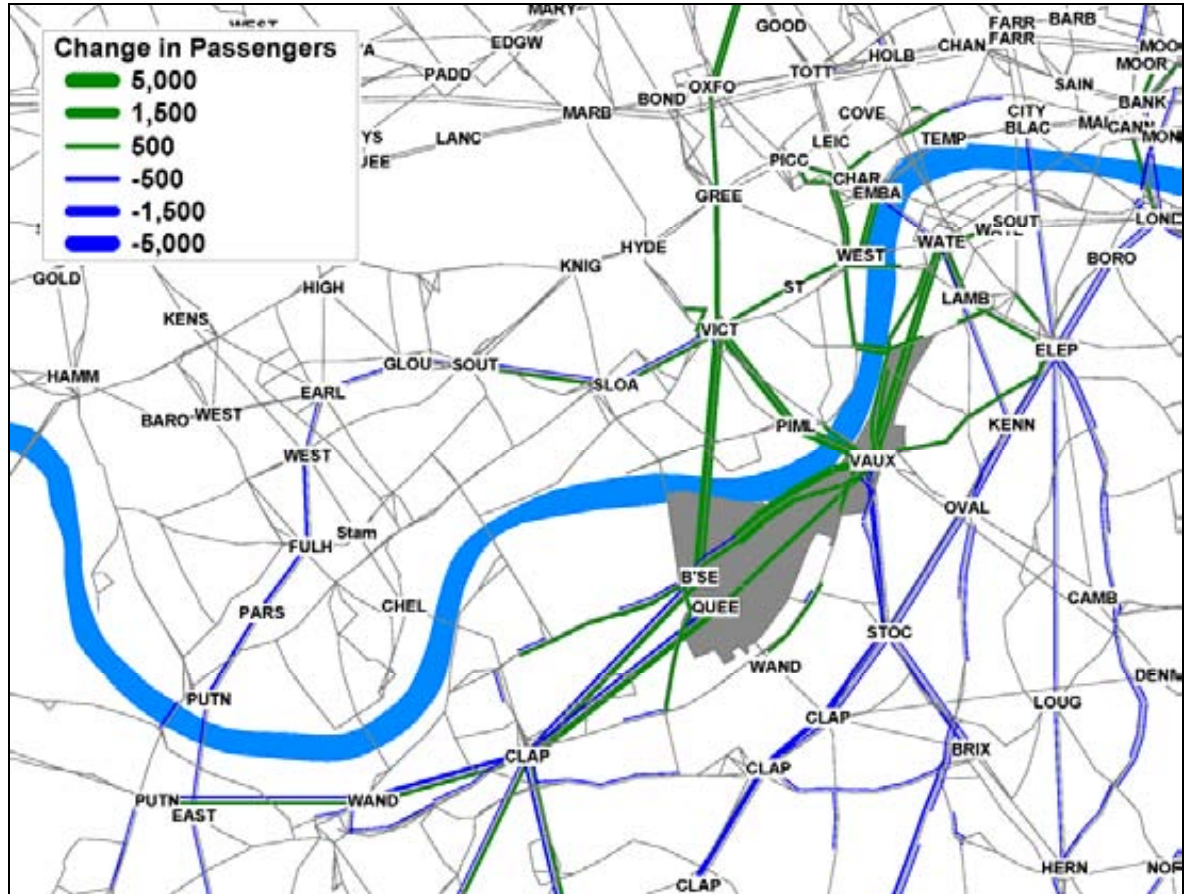 MARY
GOOD
FARR
FARR
BARB
WEST
EDGW
CHAN
MOOR
HOLB
TOTT
PADD
SAIN
OXFO
BOND
MARB
BANK
COVE
CITY
BLAC
CANN
MON
LANC
LEIC
TEMP
PICC
CHAR
EMBA
GREE
Change in Passengers
5,000
1,500
500
-500
-1,500
-5,000
SOUT
LOND
WATE
HYDE
WEST
BORO
KNIG
GOLD
HIGH
ST
LAMB
KENS
VICT
ELEP
GLOU
SOUT
HAMM
SLOA
EARL
BARO
WEST
PIML
KENN
WEST
VAUX
OVAL
Stam
FULH
B'SE
QUEE
CAMB
PARS
CHEL
STOC
WAND
DENM
PUTN
LOUG
CLAP
BRIX
CLAP
CLAP
PUTN
WAND
EAST
HERN
NOF
CLAP